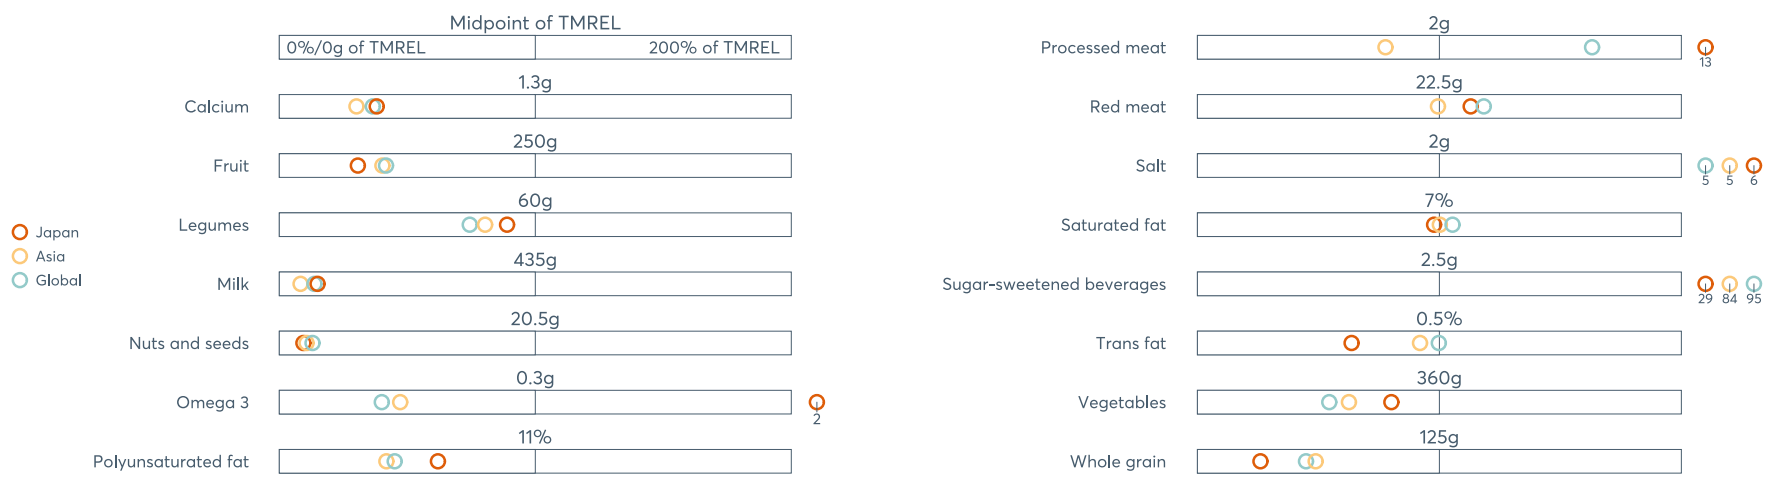 Midpoint of TMREL
0%/0g of TMREL 200% of TMREL
1.3g
Calcium
250g
Fruit
60g
Legumes
435g
Milk
20.5g
Nuts and seeds
0.3g
Omega 3
2
11%
Polyunsaturated fat
Japan
Asia
Global
2g
Processed meat
13
22.5g
Red meat
2g
Salt
5 5 6
7%
Saturated fat
2.5g
Sugar-sweetened beverages
29 84 95
0.5%
Trans fat
360g
Vegetables
125g
Whole grain